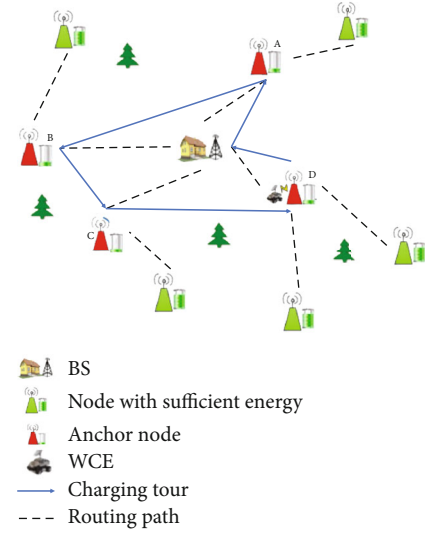 A
B
D
C
BS
Node with sufficient energy
Anchor node
WCE
Charging tour
Routing path